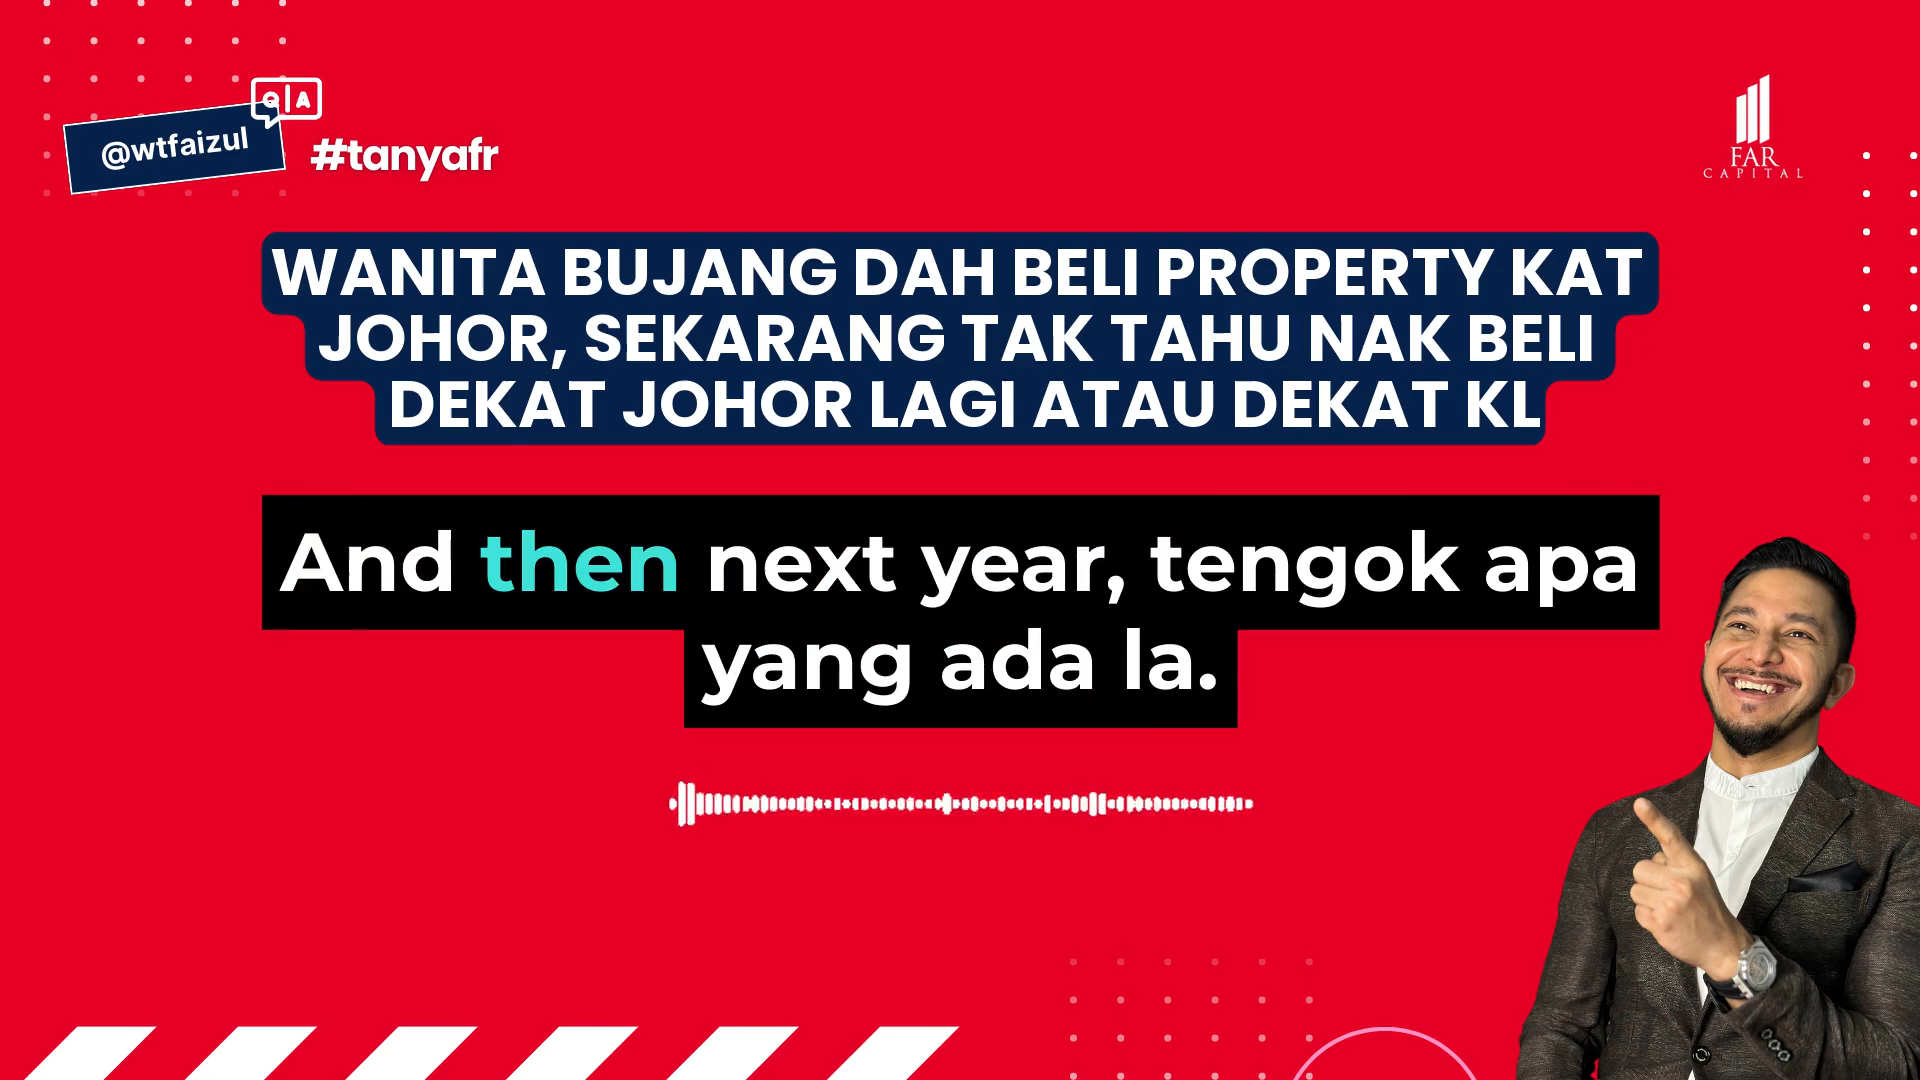 Q|A
@wtfaizul
#tanyafr
FAR
CAPITAL
WANITA BUJANG DAH BELI PROPERTY KAT
JOHOR, SEKARANG TAK TAHU NAK BELI
DEKAT JOHOR LAGI ATAU DEKAT KL
And then next year, tengok apa
yang ada la.